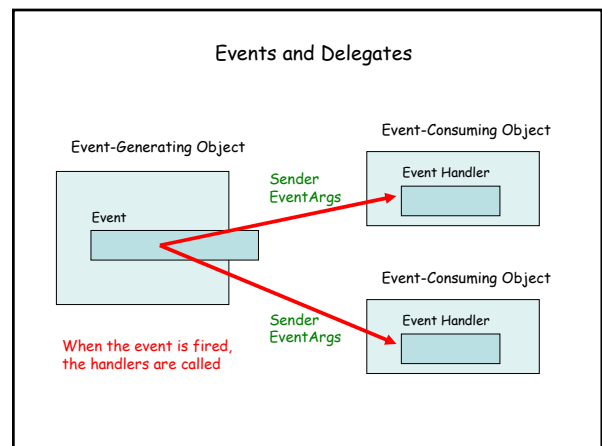 Events and Delegates
Event-Generating Object
Event
When the event is fired,
the handlers are called
Sender
EventArgs
Event-Consuming Object
Event Handler
Sender
EventArgs
Event-Consuming Object
Event Handler